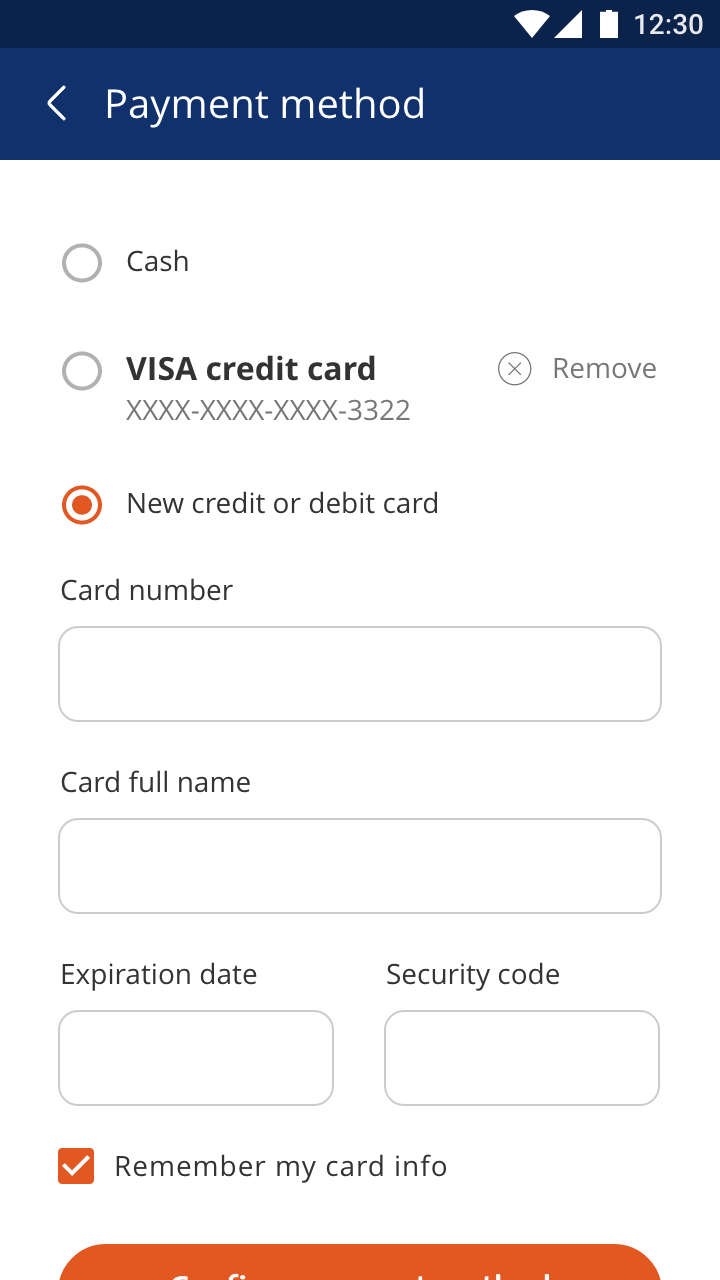 12:30
Payment method
Cash
VISA credit card
Remove
XXXX-XXXX-XXXX-3322
New credit or debit card
Card number
Card full name
Expiration date
Security code
Remember my card info